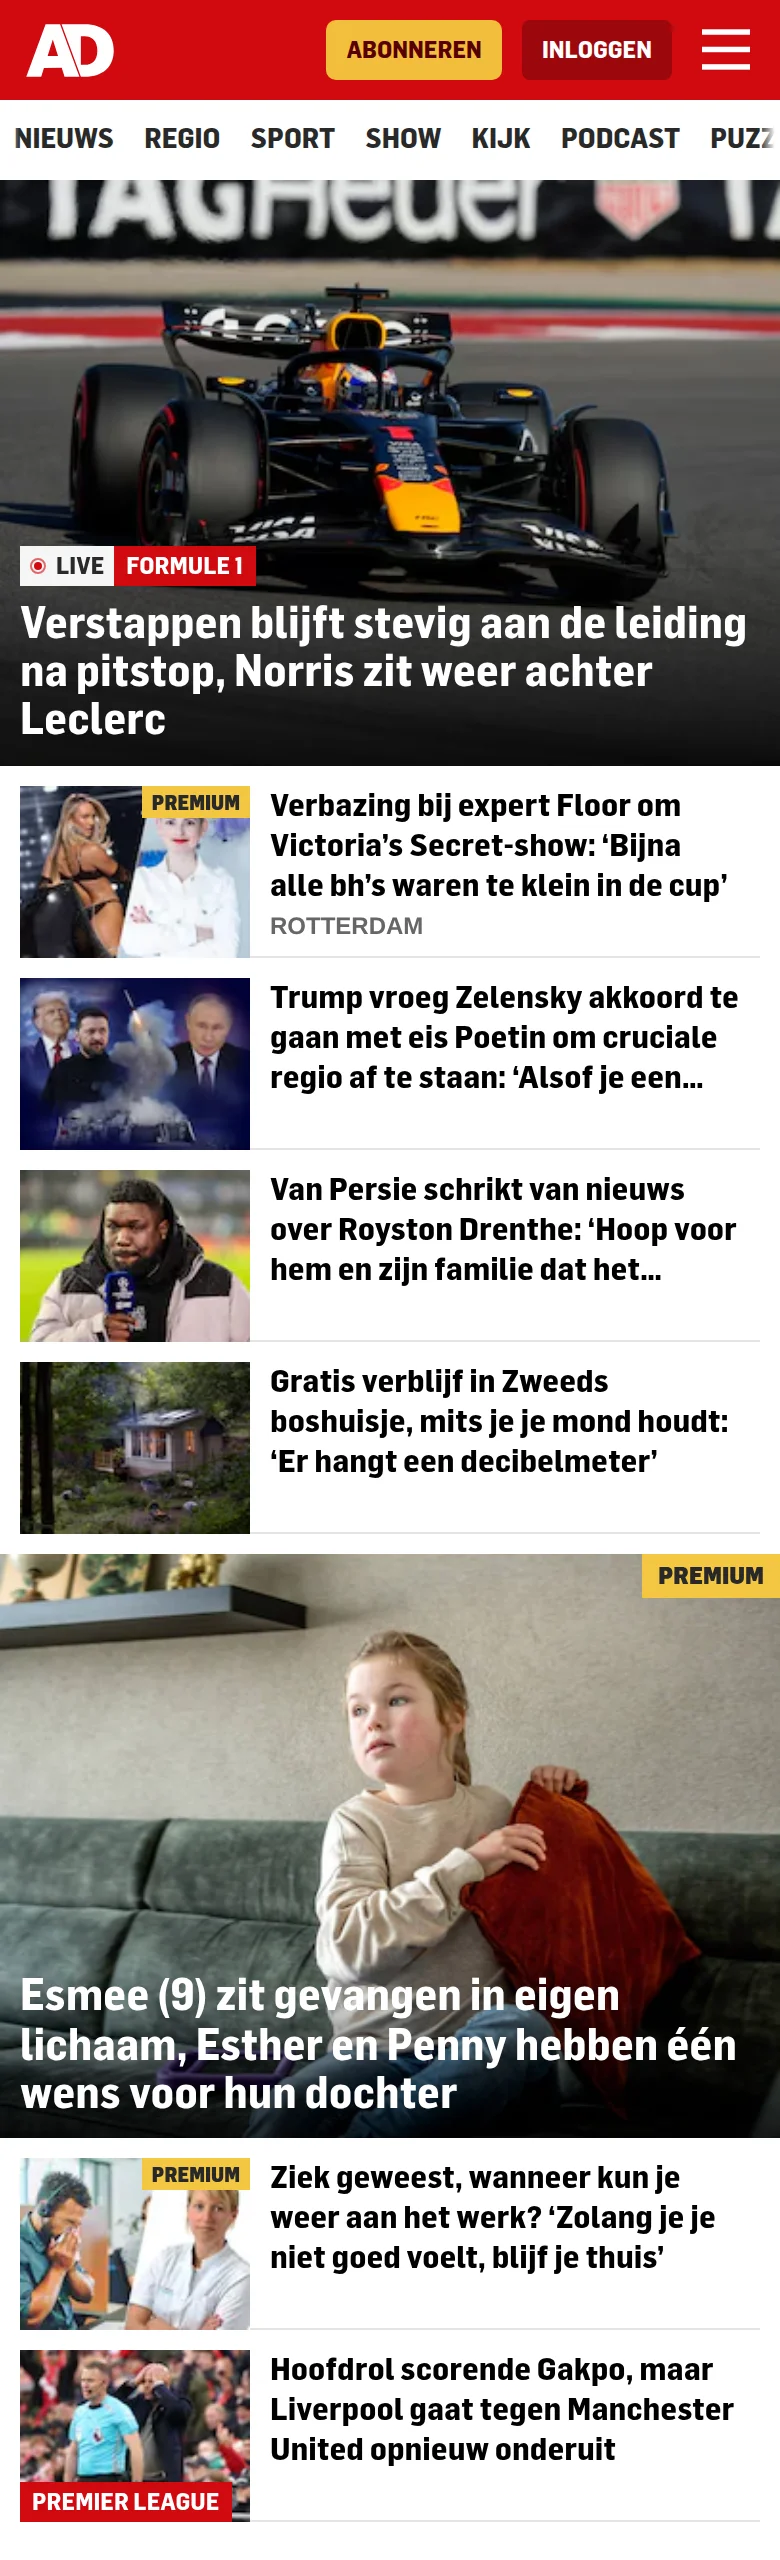 AD
ABONNEREN
INLOGGEN
NIEUWS REGIO SPORT SHOW KIJK PODCAST PUZZ
TAGHeuer
VISA
VISA
LIVE FORMULE 1
Verstappen blijft stevig aan de leiding
na pitstop, Norris zit weer achter
Leclerc
PREMIUM
Verbazing bij expert Floor om
Victoria’s Secret-show: ‘Bijna
alle bh’s waren te klein in de cup’
ROTTERDAM
Trump vroeg Zelensky akkoord te
gaan met eis Poetin om cruciale
regio af te staan: ‘Alsof je een...
Van Persie schrikt van nieuws
over Royston Drenthe: ‘Hoop voor
hem en zijn familie dat het...
Gratis verblijf in Zweeds
boshuisje, mits je je mond houdt:
‘Er hangt een decibelmeter’
PREMIUM
Esmee (9) zit gevangen in eigen
lichaam, Esther en Penny hebben één
wens voor hun dochter
PREMIUM
Ziek geweest, wanneer kun je
weer aan het werk? ‘Zolang je je
niet goed voelt, blijf je thuis’
PREMIER LEAGUE
Hoofdrol scorende Gakpo, maar
Liverpool gaat tegen Manchester
United opnieuw onderuit